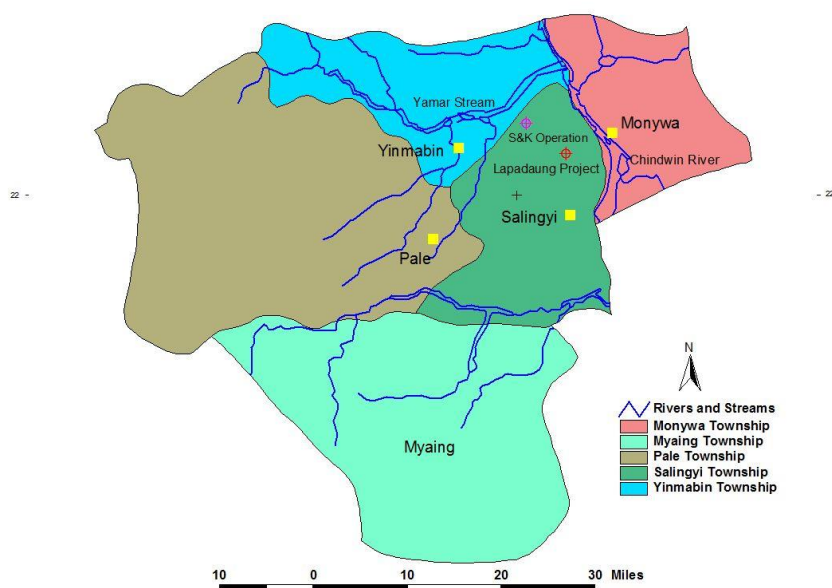 Yamar Stream
Monywa
S&K Operation
Yinmabin
Chindwin River
Lapadaung Project
22
22
Salingyi
Pale
N
Rivers and Streams
Monywa Township
Myaing Township
Pale Township
Salingyi Township
Yinmabin Township
Myaing
10 0 10 20 30 Miles